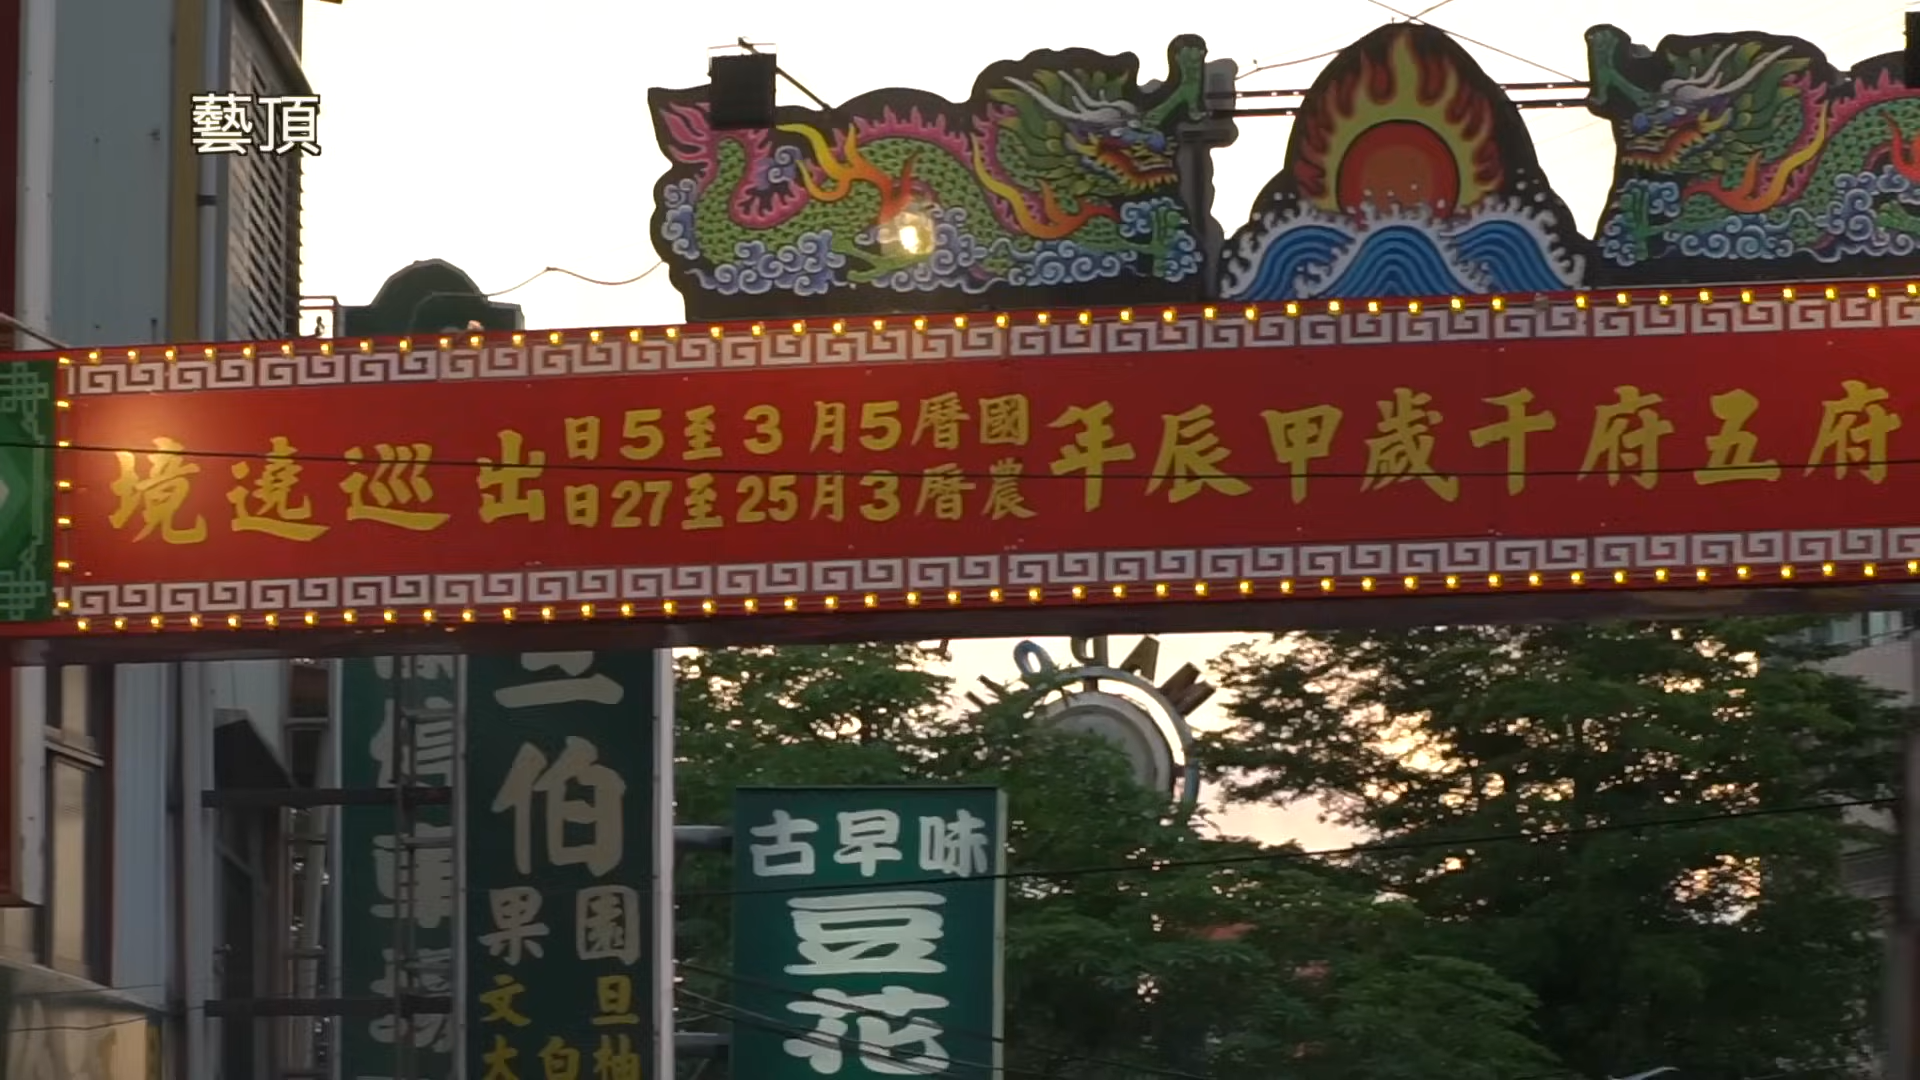 藝頂
府五府千歲甲辰年
國曆5月3至5日
農曆3月25至27日
出巡遶境
伯
果園
文旦
大白柚
古早味
豆花